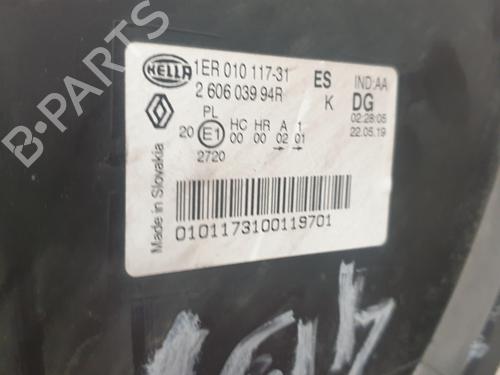 HELLA
1ER 010 117-31 ES IND:AA
2 606 039 94R K DG
02:28:05
22.05.19
PL HC HR A 1
20 E1 00 00 02 01
2720
Made in Slovakia
0101173100119701
B-PARTS